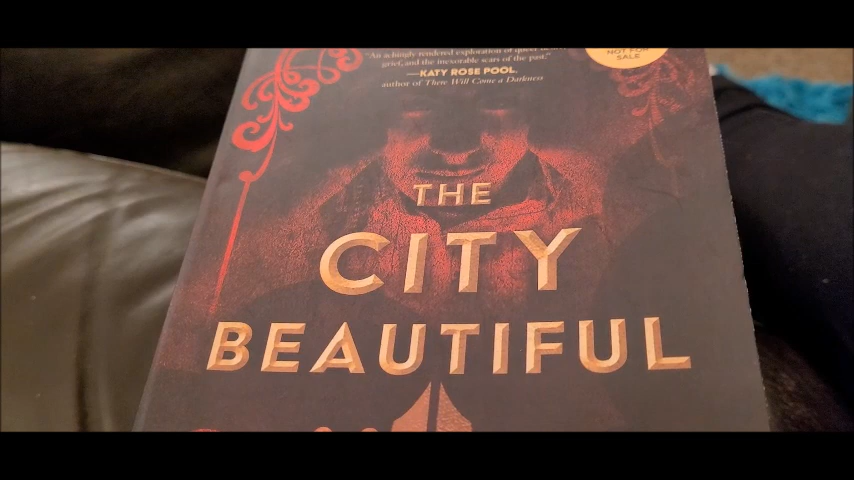 "An achingly rendered exploration of queer
grief, and the inexorable scars of the past."
—KATY ROSE POOL,
author of There Will Come a Darkness
NOT FOR
SALE
THE
CITY
BEAUTIFUL